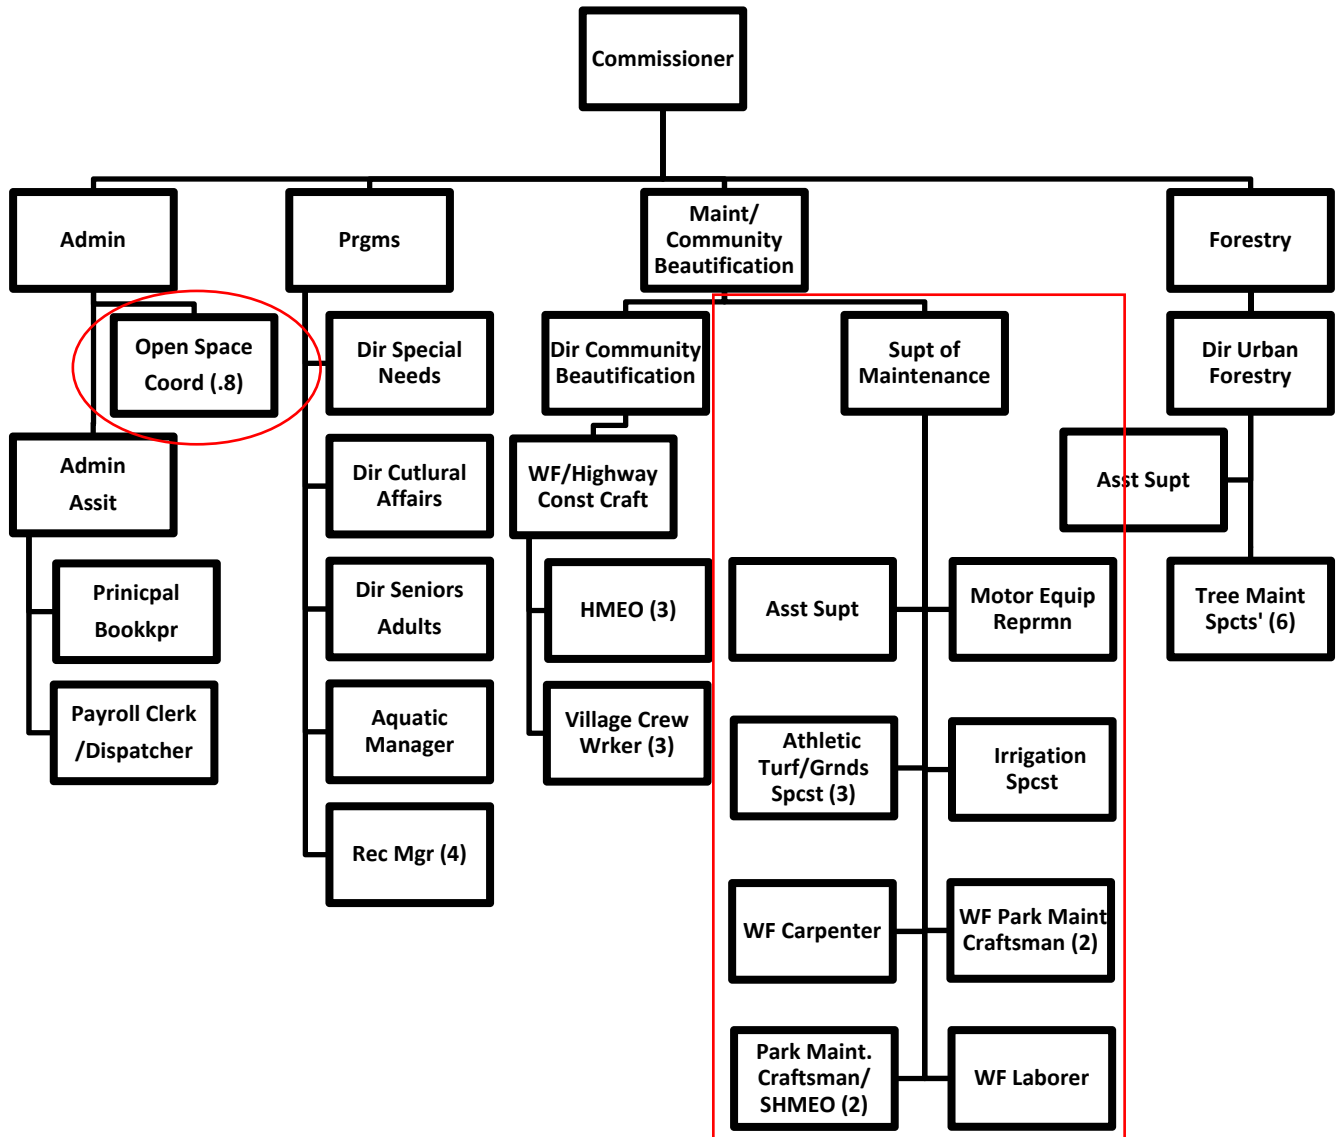 Commissioner
Admin
Prgms
Maint/
Community
Beautification
Forestry
Open Space
Coord (.8)
Dir Special
Needs
Dir Community
Beautification
Supt of
Maintenance
Dir Urban
Forestry
Admin
Assit
Dir Cutlural
Affairs
WF/Highway
Const Craft
Asst Supt
Prinicpal
Bookkpr
Dir Seniors
Adults
HMEO (3)
Asst Supt
Motor Equip
Reprmn
Tree Maint
Spcts' (6)
Payroll Clerk
/Dispatcher
Aquatic
Manager
Village Crew
Wrker (3)
Athletic
Turf/Grnds
Spcst (3)
Irrigation
Spcst
Rec Mgr (4)
WF Carpenter
WF Park Maint
Craftsman (2)
Park Maint.
Craftsman/
SHMEO (2)
WF Laborer